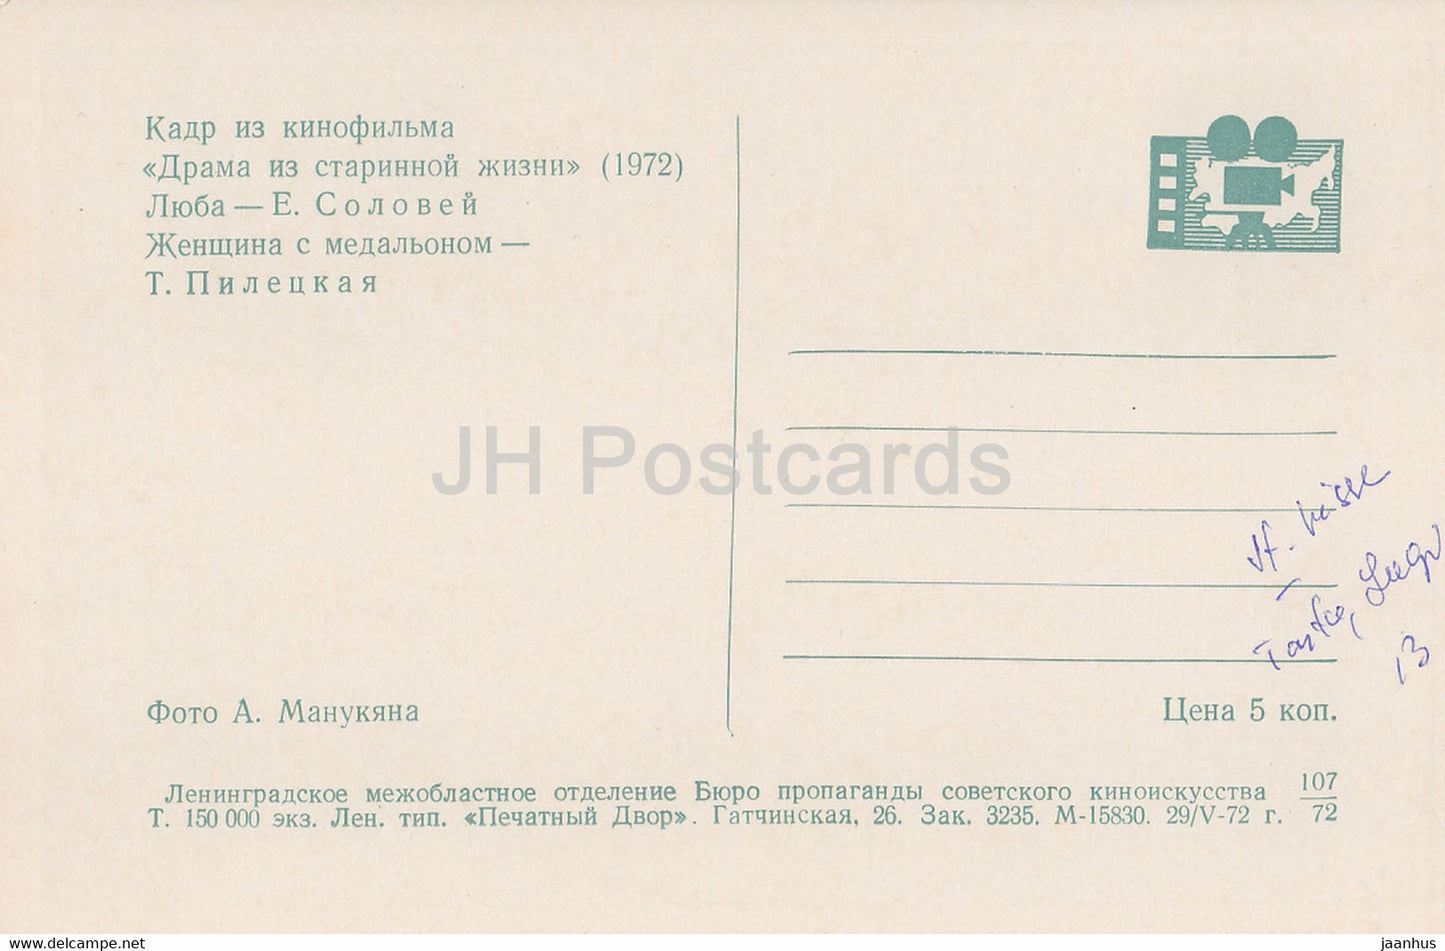 Кадр из кинофильма
«Драма из старинной жизни» (1972)
Люба — Е. Соловей
Женщина с медальоном —
Т. Пилецкая
JH Postcards
Фото А. Манукяна
Цена 5 коп.
Ленинградское межобластное отделение Бюро пропаганды советского киноискусства 107/72
Т. 150 000 экз. Лен. тип. «Печатный Двор». Гатчинская, 26. Зак. 3235. М-15830. 29/V-72 г.
13
www.delcampe.net
jaanhus